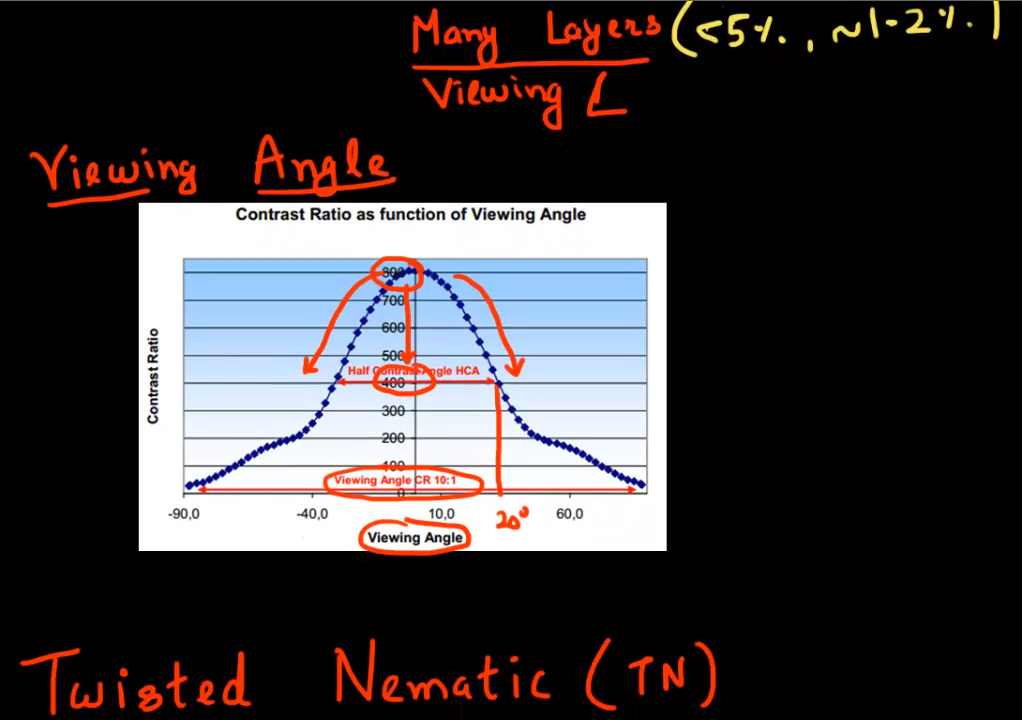 Many Layers (<5%, ~1-2%)
Viewing ∠
Viewing Angle
Contrast Ratio as function of Viewing Angle
800
700
600
500
Half Contrast Angle HCA
400
300
200
100
Viewing Angle CR 10:1
0
Contrast Ratio
-90,0 -40,0 10,0 60,0
20°
Viewing Angle
Twisted Nematic (TN)